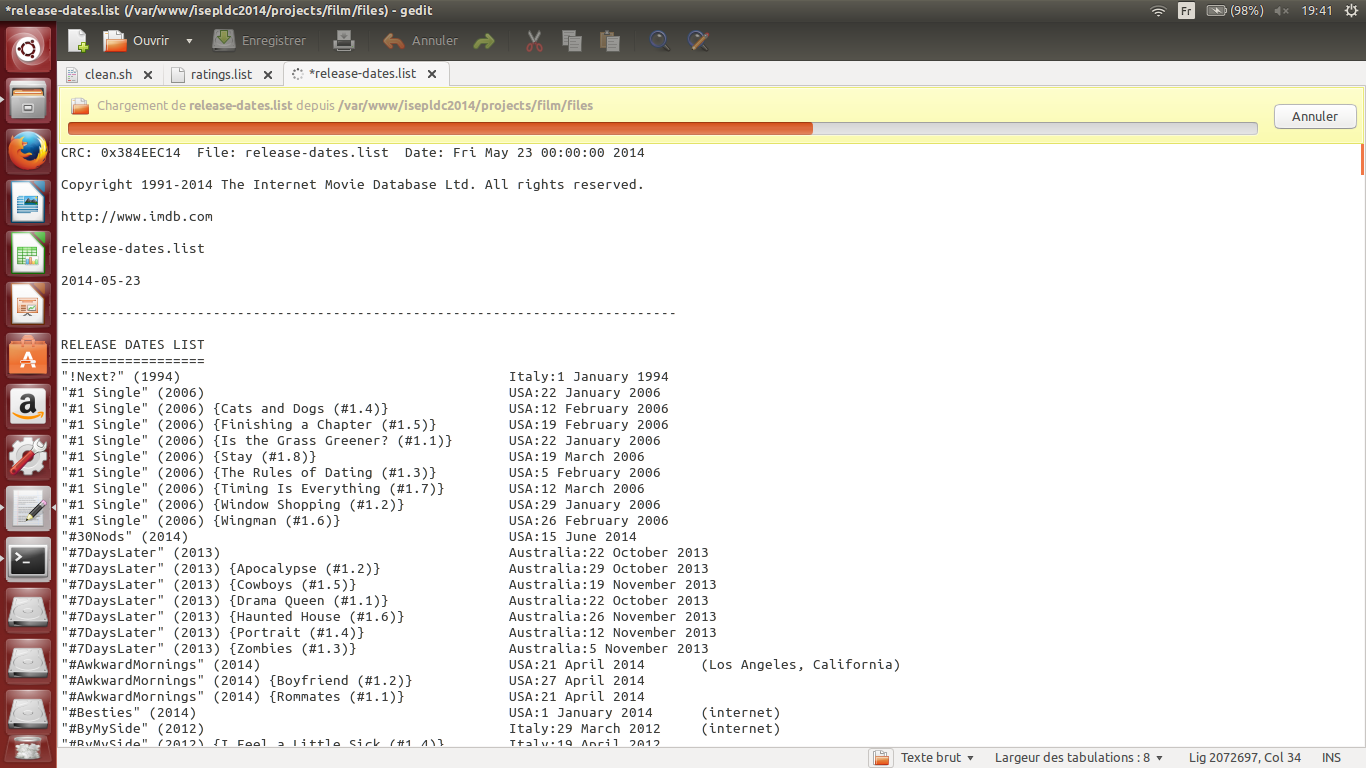 *release-dates.list (/var/www/isepldc2014/projects/film/files) - gedit
Fr (98%) 19:41
Ouvrir Enregistrer Annuler
clean.sh ratings.list *release-dates.list
Chargement de release-dates.list depuis /var/www/isepldc2014/projects/film/files
Annuler
CRC: 0x384EEC14  File: release-dates.list  Date: Fri May 23 00:00:00 2014
Copyright 1991-2014 The Internet Movie Database Ltd. All rights reserved.
http://www.imdb.com
release-dates.list
2014-05-23
-----------------------------------------------------------------------------
RELEASE DATES LIST
==================
"!Next?" (1994) Italy:1 January 1994
"#1 Single" (2006) USA:22 January 2006
"#1 Single" (2006) {Cats and Dogs (#1.4)} USA:12 February 2006
"#1 Single" (2006) {Finishing a Chapter (#1.5)} USA:19 February 2006
"#1 Single" (2006) {Is the Grass Greener? (#1.1)} USA:22 January 2006
"#1 Single" (2006) {Stay (#1.8)} USA:19 March 2006
"#1 Single" (2006) {The Rules of Dating (#1.3)} USA:5 February 2006
"#1 Single" (2006) {Timing Is Everything (#1.7)} USA:12 March 2006
"#1 Single" (2006) {Window Shopping (#1.2)} USA:29 January 2006
"#1 Single" (2006) {Wingman (#1.6)} USA:26 February 2006
"#30Nods" (2014) USA:15 June 2014
"#7DaysLater" (2013) Australia:22 October 2013
"#7DaysLater" (2013) {Apocalypse (#1.2)} Australia:29 October 2013
"#7DaysLater" (2013) {Cowboys (#1.5)} Australia:19 November 2013
"#7DaysLater" (2013) {Drama Queen (#1.1)} Australia:22 October 2013
"#7DaysLater" (2013) {Haunted House (#1.6)} Australia:26 November 2013
"#7DaysLater" (2013) {Portrait (#1.4)} Australia:12 November 2013
"#7DaysLater" (2013) {Zombies (#1.3)} Australia:5 November 2013
"#AwkwardMornings" (2014) USA:21 April 2014 (Los Angeles, California)
"#AwkwardMornings" (2014) {Boyfriend (#1.2)} USA:27 April 2014
"#AwkwardMornings" (2014) {Rommates (#1.1)} USA:21 April 2014
"#Besties" (2014) USA:1 January 2014 (internet)
"#ByMySide" (2012) Italy:29 March 2012 (internet)
"#ByMySide" (2012) {I Feel a Little Sick (#1.4)} Italy:19 April 2012
Texte brut Largeur des tabulations : 8 Lig 2072697, Col 34 INS